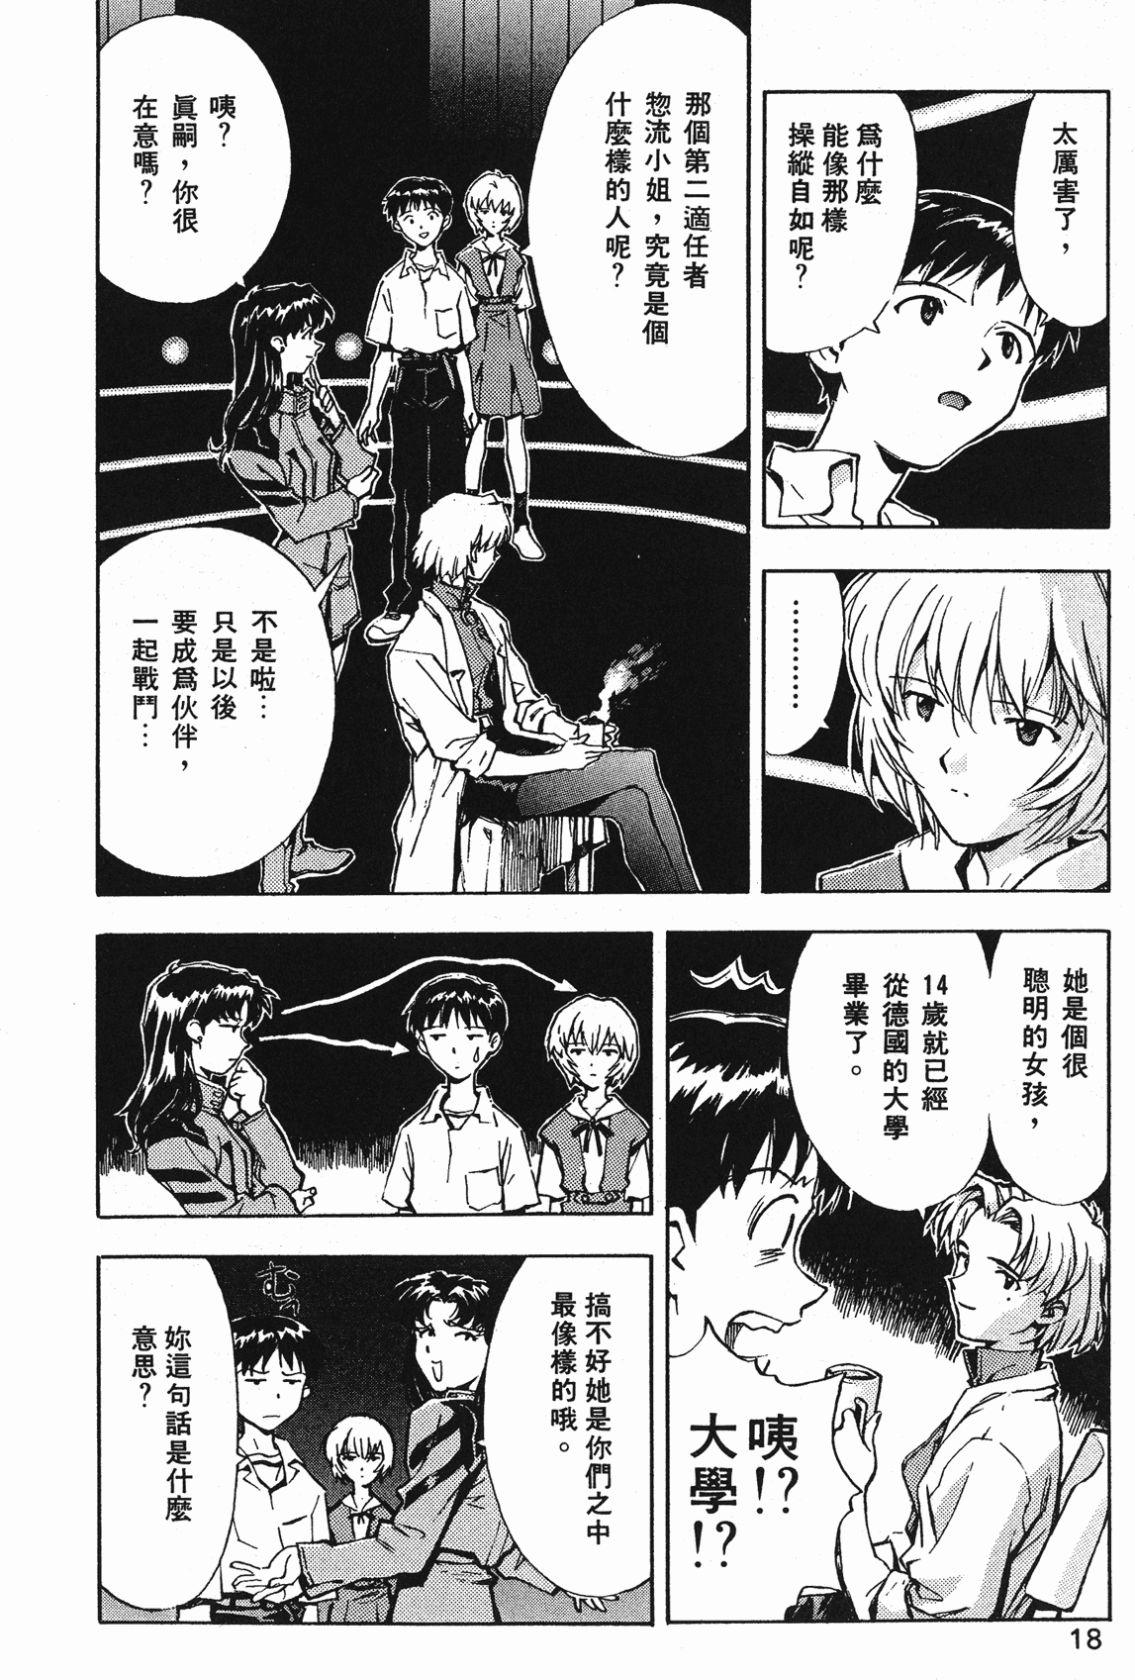 太厲害了，
爲什麼
能像那樣
操縱自如呢？
…………
那個第二適任者
惣流小姐，究竟是個
什麼樣的人呢？
咦？
眞嗣，你很
在意嗎？
不是啦…
只是以後
要成爲伙伴，
一起戰鬥…
她是個很
聰明的女孩，
14歲就已經
從德國的大學
畢業了。
咦!?
大學!?
搞不好她是你們之中
最像樣的哦。
むっ
妳這句話是什麼
意思？
18